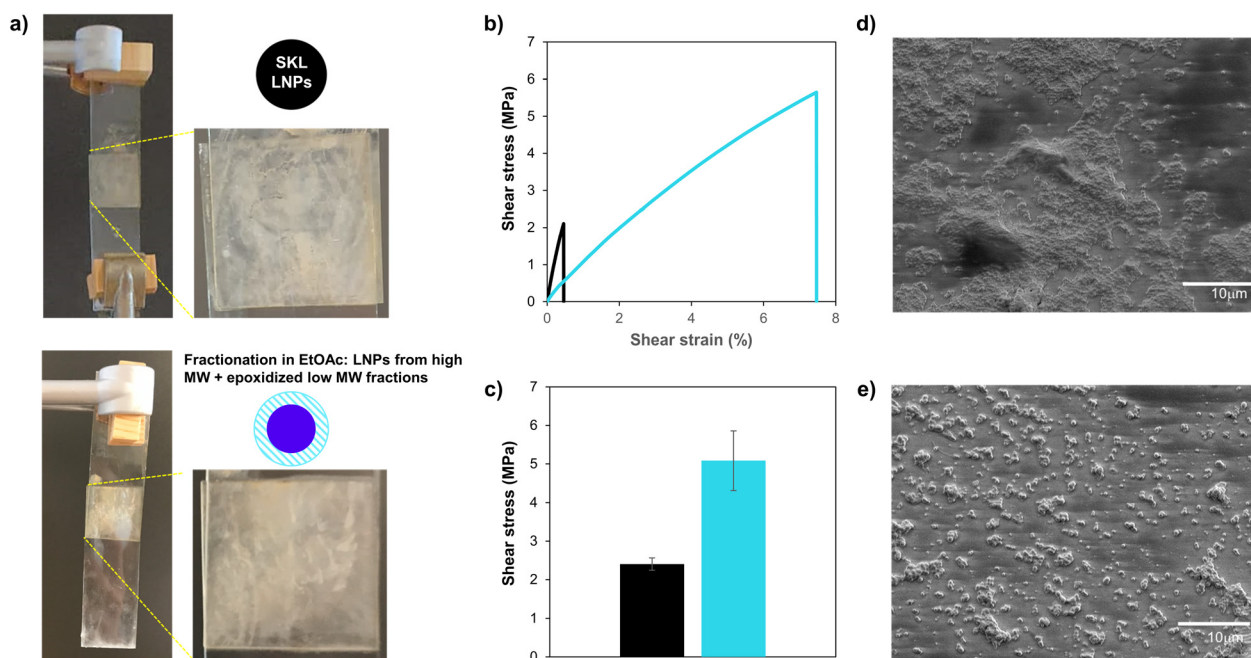 a)
SKL
LNPs
Fractionation in EtOAc: LNPs from high
MW + epoxidized low MW fractions
b)
Shear stress (MPa)
7
6
5
4
3
2
1
0
0 2 4 6 8
Shear strain (%)
c)
Shear stress (MPa)
7
6
5
4
3
2
1
0
d)
10μm
e)
10μm